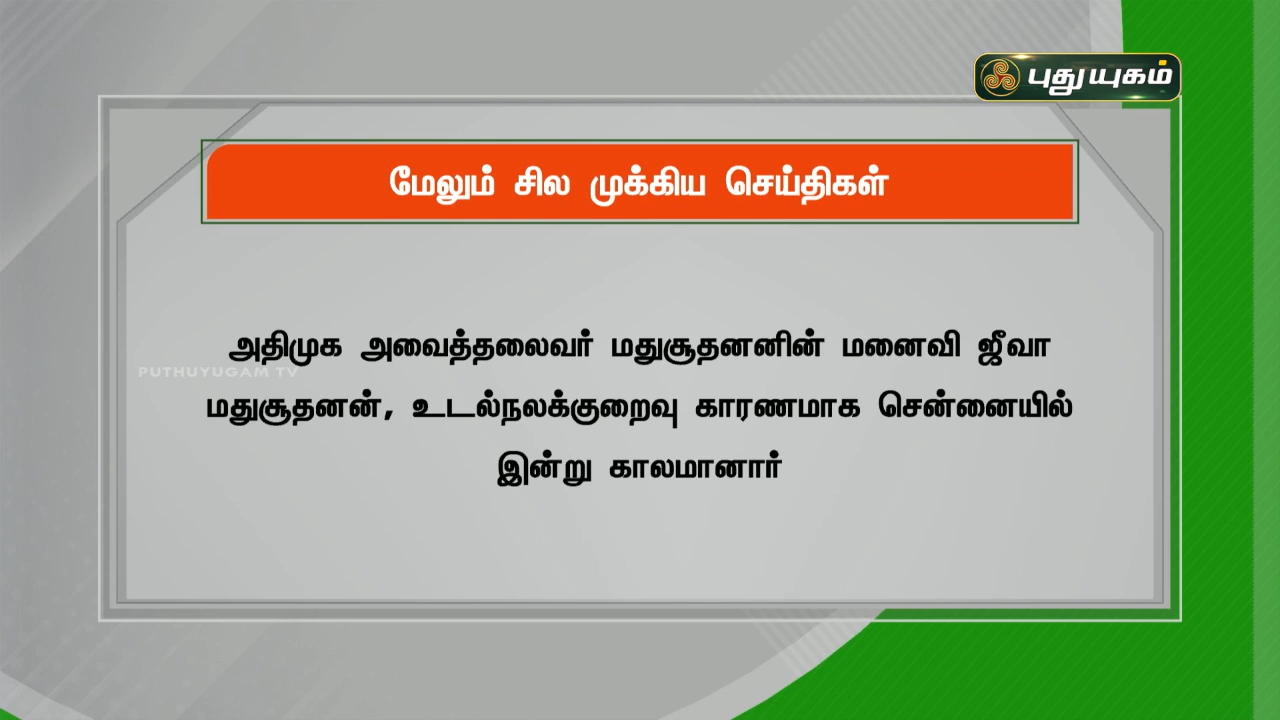 புதுயுகம்
மேலும் சில முக்கிய செய்திகள்
அதிமுக அவைத்தலைவர் மதுசூதனனின் மனைவி ஜீவா
PUTHUYUGAM TV
மதுசூதனன், உடல்நலக்குறைவு காரணமாக சென்னையில்
இன்று காலமானார்